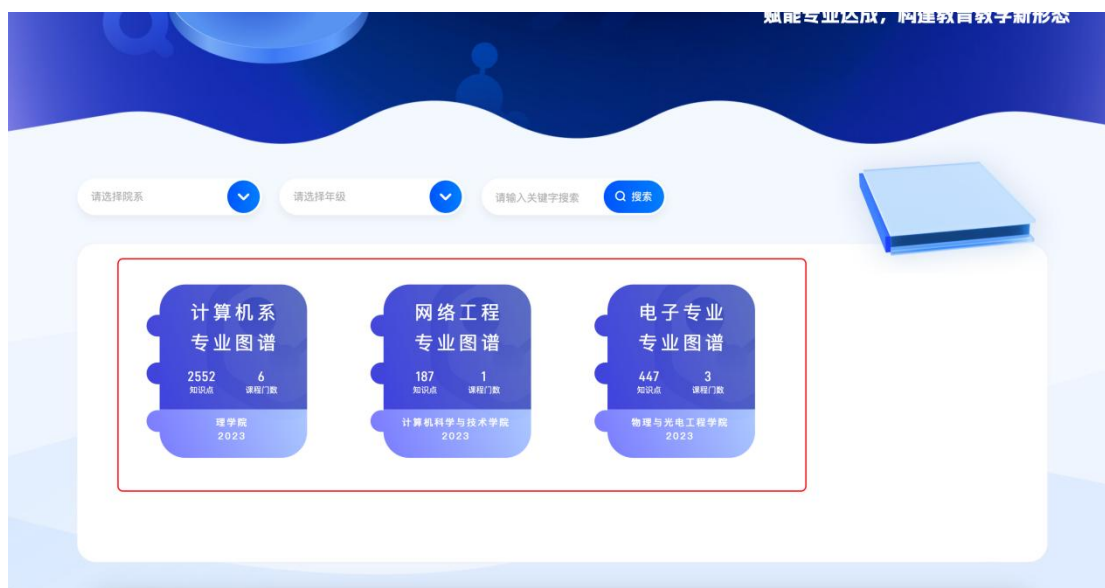 赋能专业达成，构建教育教学新形态
请选择院系
请选择年级
请输入关键字搜索
搜索
计算机系
专业图谱
2552 6
知识点 课程门数
理学院
2023
网络工程
专业图谱
187 1
知识点 课程门数
计算机科学与技术学院
2023
电子专业
专业图谱
447 3
知识点 课程门数
物理与光电工程学院
2023